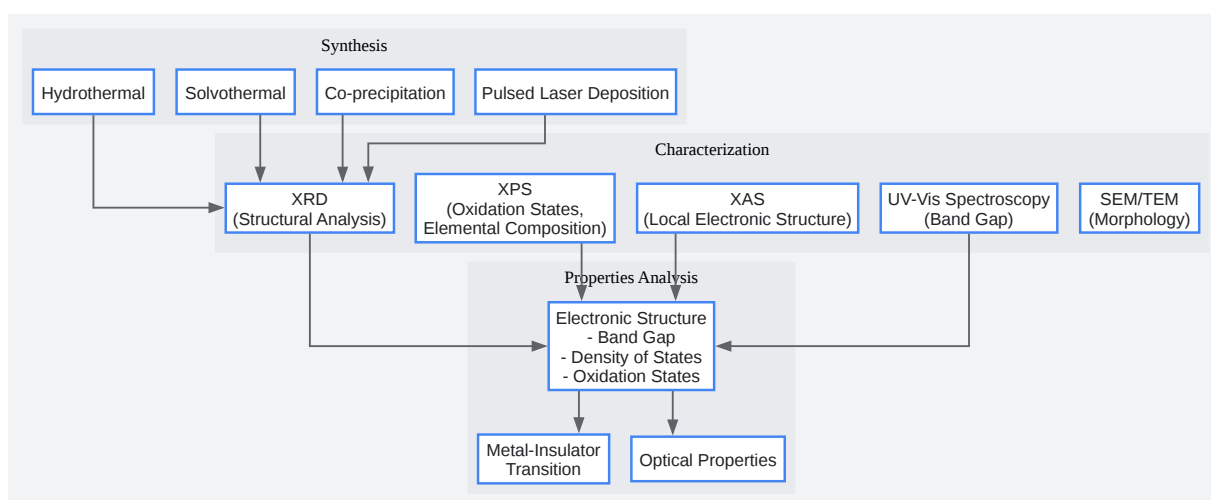 Synthesis
Hydrothermal
Solvothermal
Co-precipitation
Pulsed Laser Deposition
Characterization
XRD
(Structural Analysis)
XPS
(Oxidation States,
Elemental Composition)
XAS
(Local Electronic Structure)
UV-Vis Spectroscopy
(Band Gap)
SEM/TEM
(Morphology)
Properties Analysis
Electronic Structure
- Band Gap
- Density of States
- Oxidation States
Metal-Insulator
Transition
Optical Properties